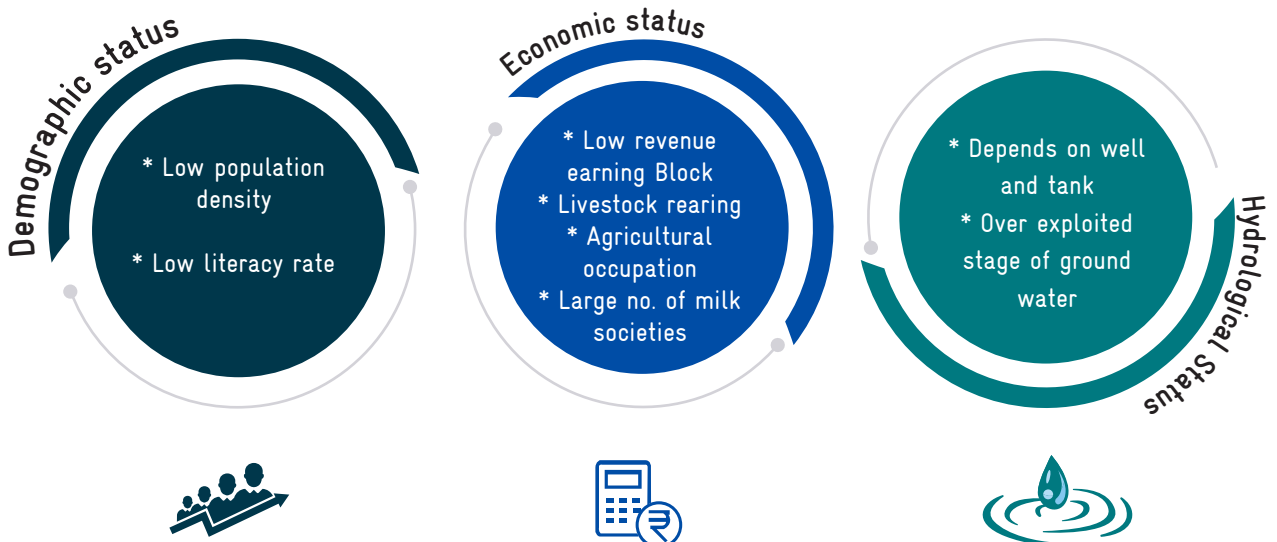 Demographic status
* Low population
density
* Low literacy rate
Economic status
* Low revenue
earning Block
* Livestock rearing
* Agricultural
occupation
* Large no. of milk
societies
Hydrological Status
* Depends on well
and tank
* Over exploited
stage of ground
water
₹